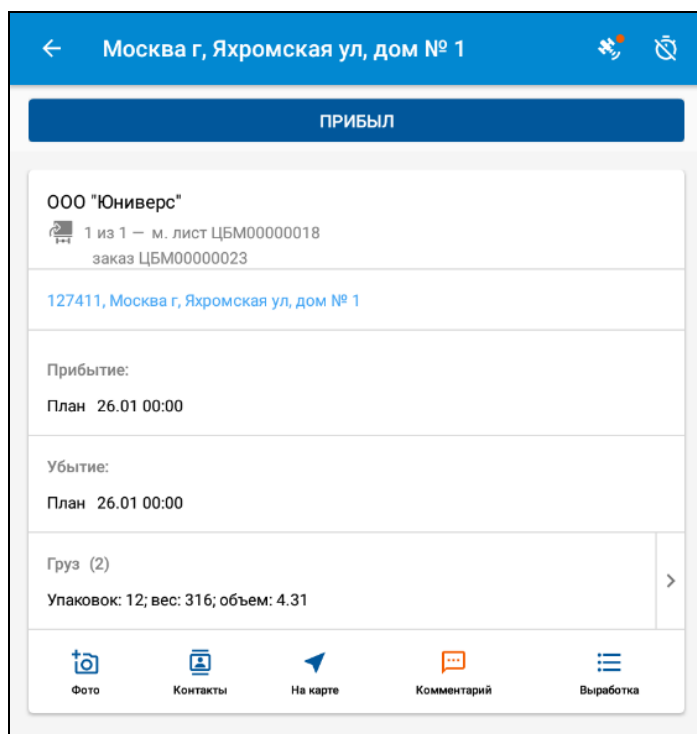 Москва г, Яхромская ул, дом № 1
ПРИБЫЛ
ООО "Юниверс"
1 из 1 — м. лист ЦБМ00000018
заказ ЦБМ00000023
127411, Москва г, Яхромская ул, дом № 1
Прибытие:
План 26.01 00:00
Убытие:
План 26.01 00:00
Груз (2)
Упаковок: 12; вес: 316; объем: 4.31
Фото Контакты На карте Комментарий Выработка